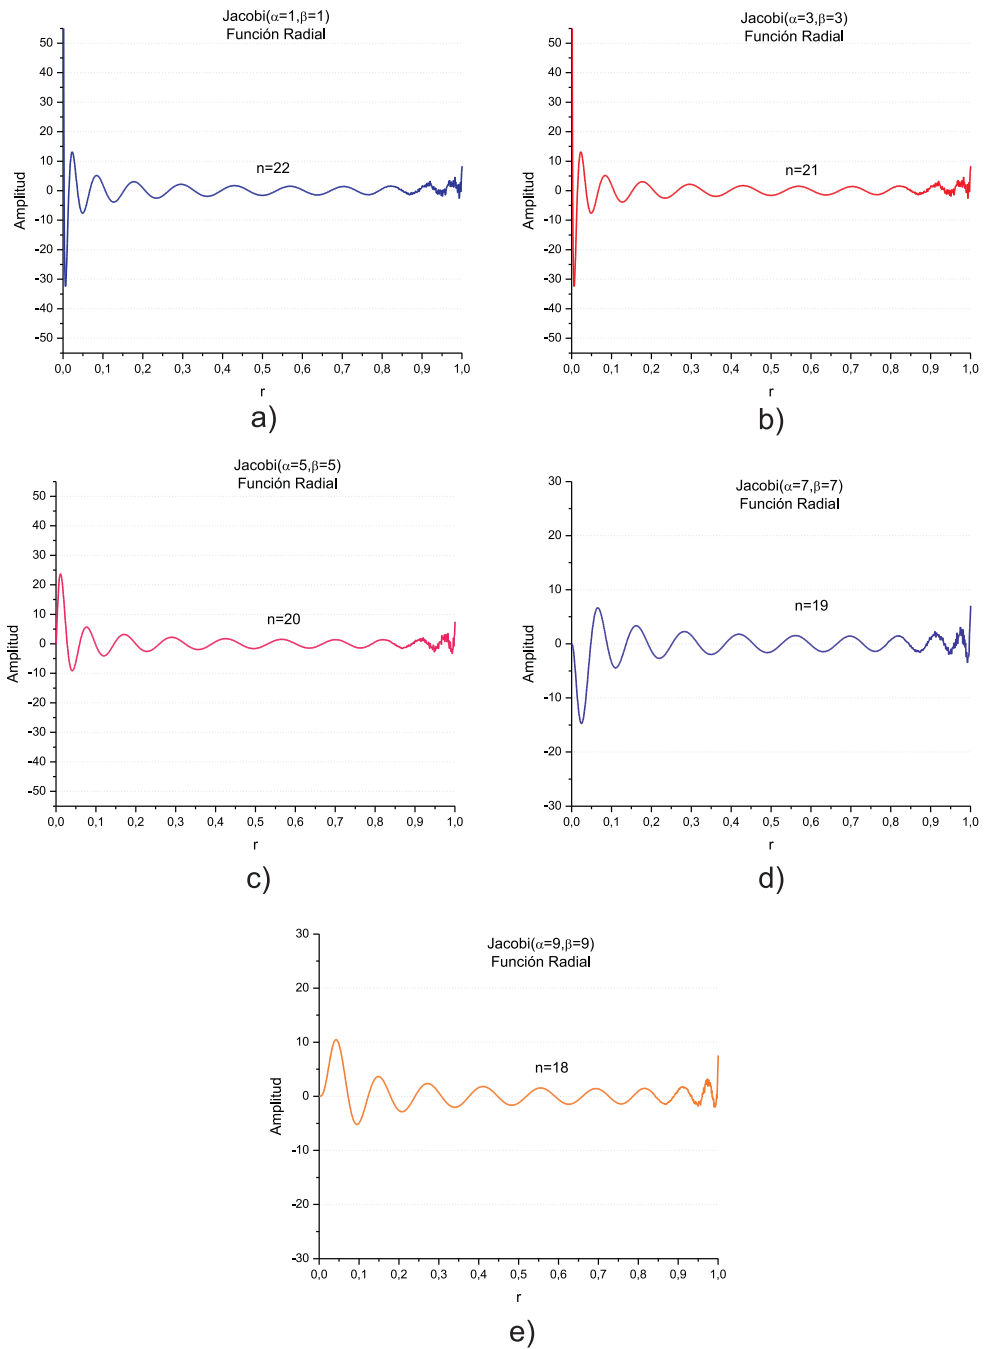 Jacobi(α=1,β=1)
Función Radial
50
40
30
20
10
0
-10
-20
-30
-40
-50
Amplitud
n=22
0,0 0,1 0,2 0,3 0,4 0,5 0,6 0,7 0,8 0,9 1,0
r
a)
Jacobi(α=3,β=3)
Función Radial
50
40
30
20
10
0
-10
-20
-30
-40
-50
Amplitud
n=21
0,0 0,1 0,2 0,3 0,4 0,5 0,6 0,7 0,8 0,9 1,0
r
b)
Jacobi(α=5,β=5)
Función Radial
50
40
30
20
10
0
-10
-20
-30
-40
-50
Amplitud
n=20
0,0 0,1 0,2 0,3 0,4 0,5 0,6 0,7 0,8 0,9 1,0
r
c)
Jacobi(α=7,β=7)
Función Radial
30
20
10
0
-10
-20
-30
Amplitud
n=19
0,0 0,1 0,2 0,3 0,4 0,5 0,6 0,7 0,8 0,9 1,0
r
d)
Jacobi(α=9,β=9)
Función Radial
30
20
10
0
-10
-20
-30
Amplitud
n=18
0,0 0,1 0,2 0,3 0,4 0,5 0,6 0,7 0,8 0,9 1,0
r
e)